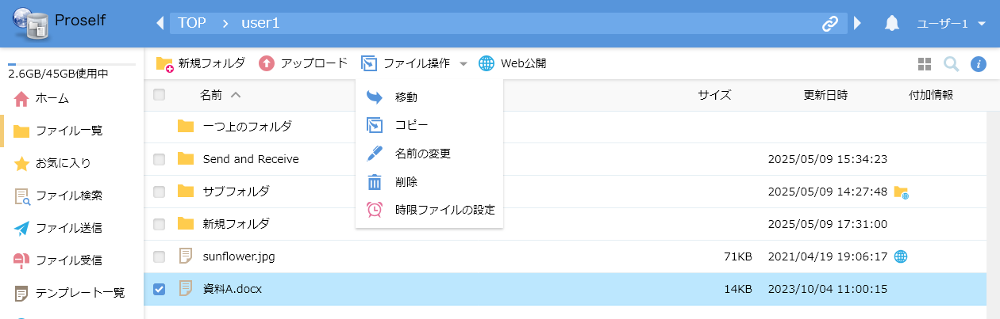 Proself
TOP > user1
ユーザー1
2.6GB/45GB使用中
ホーム
ファイル一覧
お気に入り
ファイル検索
ファイル送信
ファイル受信
テンプレート一覧
新規フォルダ アップロード ファイル操作 Web公開
移動
コピー
名前の変更
削除
時限ファイルの設定
名前 サイズ 更新日時 付加情報
一つ上のフォルダ
Send and Receive 2025/05/09 15:34:23
サブフォルダ 2025/05/09 14:27:48
新規フォルダ 2025/05/09 17:31:00
sunflower.jpg 71KB 2021/04/19 19:06:17
資料A.docx 14KB 2023/10/04 11:00:15